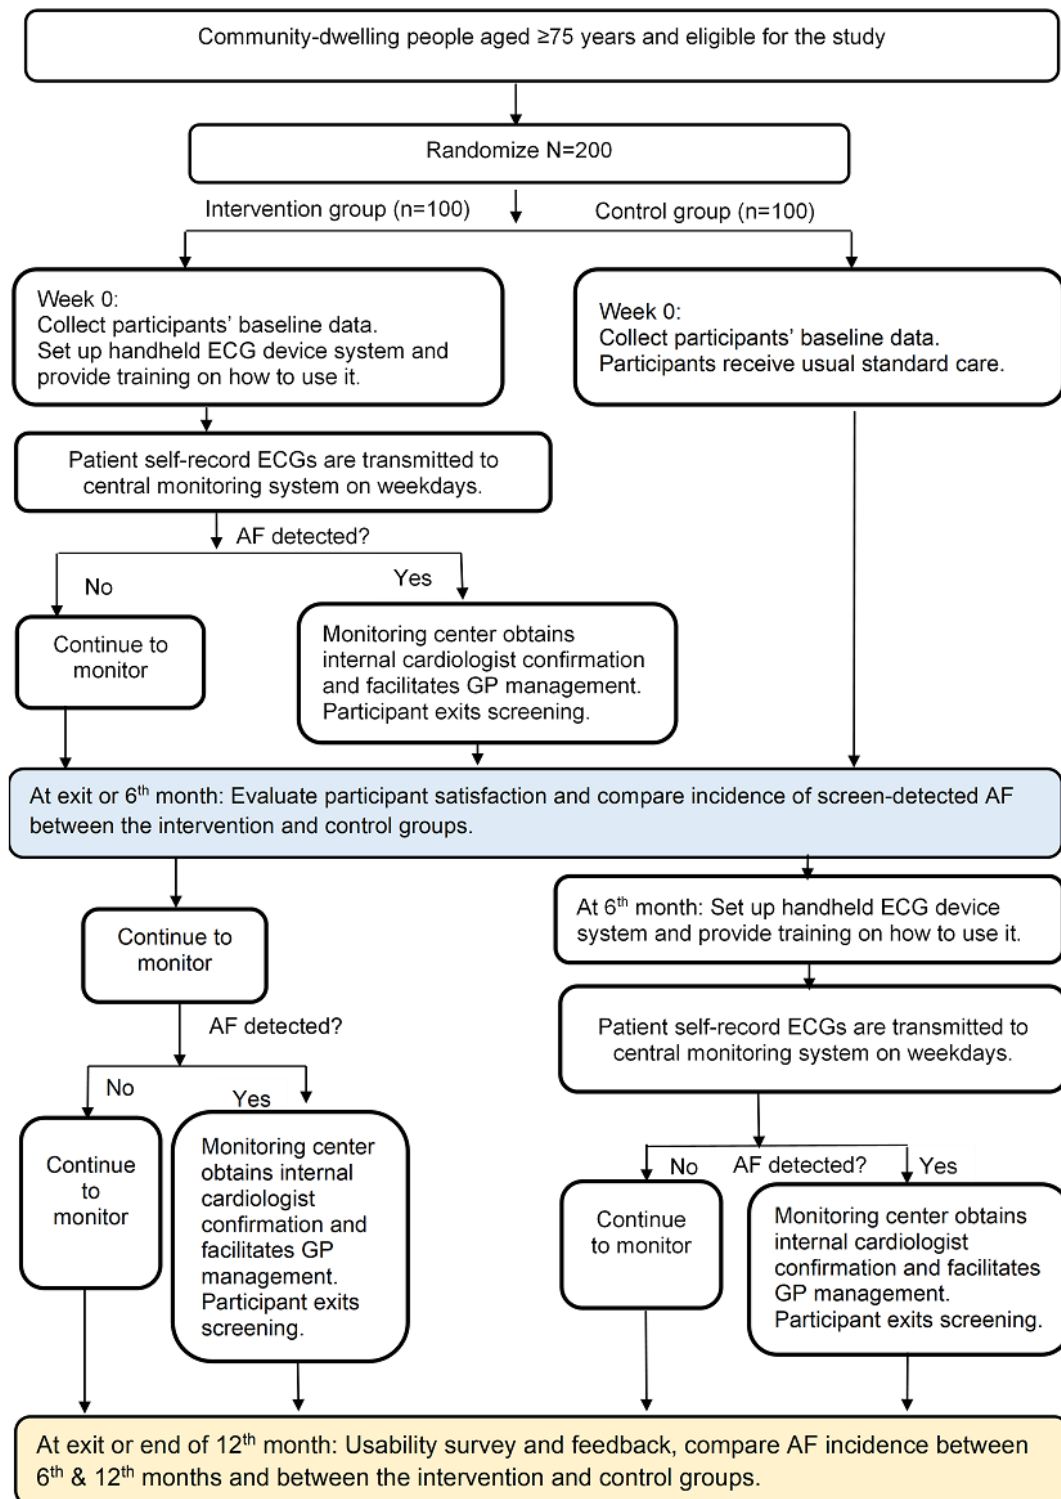 Community-dwelling people aged ≥75 years and eligible for the study
Randomize N=200
Intervention group (n=100)
Control group (n=100)
Week 0:
Collect participants’ baseline data.
Set up handheld ECG device system and
provide training on how to use it.
Week 0:
Collect participants’ baseline data.
Participants receive usual standard care.
Patient self-record ECGs are transmitted to
central monitoring system on weekdays.
AF detected?
No
Yes
Continue to
monitor
Monitoring center obtains
internal cardiologist confirmation
and facilitates GP management.
Participant exits screening.
At exit or 6th month: Evaluate participant satisfaction and compare incidence of screen-detected AF
between the intervention and control groups.
Continue to
monitor
AF detected?
No
Yes
Continue
to
monitor
Monitoring center
obtains internal
cardiologist
confirmation and
facilitates GP
management.
Participant exits
screening.
At 6th month: Set up handheld ECG device
system and provide training on how to use it.
Patient self-record ECGs are transmitted to
central monitoring system on weekdays.
No
AF detected?
Yes
Continue
to monitor
Monitoring center obtains
internal cardiologist
confirmation and facilitates
GP management.
Participant exits screening.
At exit or end of 12th month: Usability survey and feedback, compare AF incidence between
6th & 12th months and between the intervention and control groups.